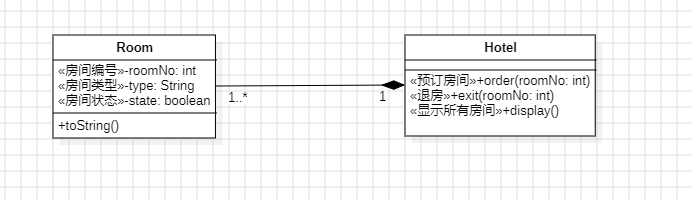 Room
«房间编号»-roomNo: int
«房间类型»-type: String
«房间状态»-state: boolean
+toString()
1..*
1
Hotel
«预订房间»+order(roomNo: int)
«退房»+exit(roomNo: int)
«显示所有房间»+display()